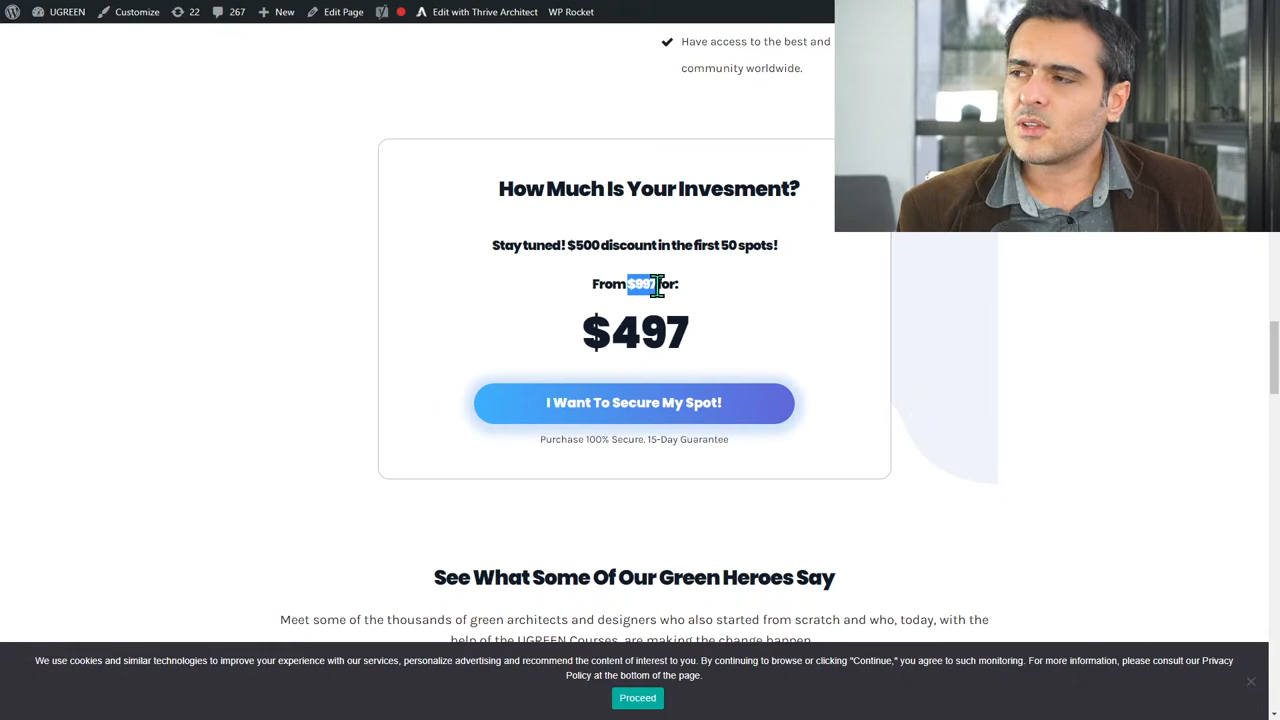 UGREEN Customize 22 267 New Edit Page Edit with Thrive Architect WP Rocket
Have access to the best and
community worldwide.
How Much Is Your Invesment?
Stay tuned! $500 discount in the first 50 spots!
From $997 for:
$497
I Want To Secure My Spot!
Purchase 100% Secure. 15-Day Guarantee
See What Some Of Our Green Heroes Say
Meet some of the thousands of green architects and designers who also started from scratch and who, today, with the
help of the UGREEN Courses, are making the change happen.
We use cookies and similar technologies to improve your experience with our services, personalize advertising and recommend the content of interest to you. By continuing to browse or clicking "Continue," you agree to such monitoring. For more information, please consult our Privacy
Policy at the bottom of the page.
Proceed